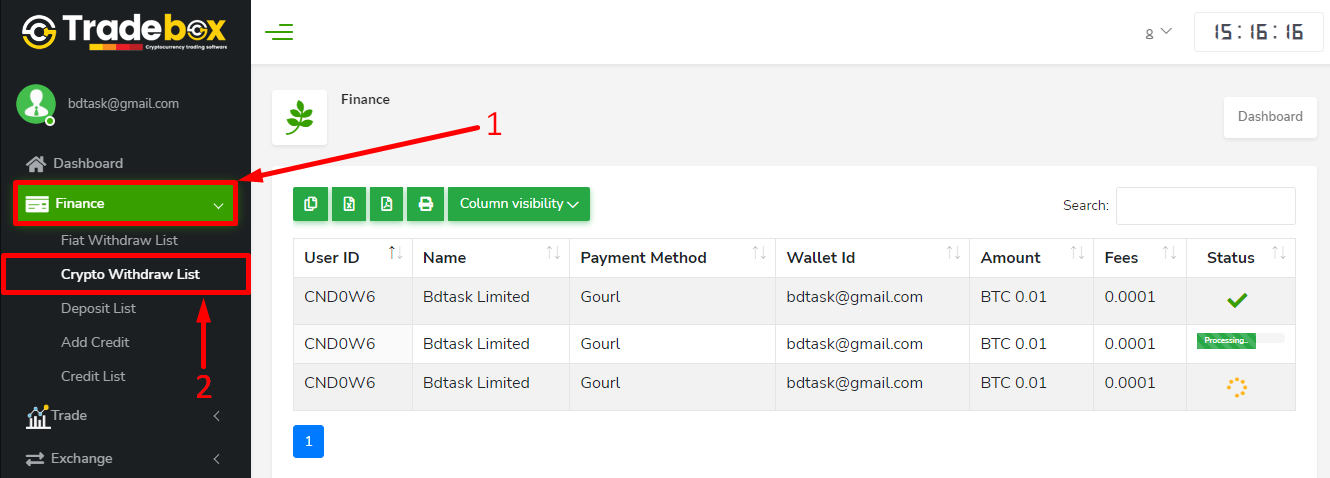 Tradebox
Cryptocurrency trading software
8
15:16:16
bdtask@gmail.com
Finance
Dashboard
1
Dashboard
Finance
Fiat Withdraw List
Crypto Withdraw List
Deposit List
Add Credit
Credit List
2
Trade
Exchange
Column visibility
Search:
User ID Name Payment Method Wallet Id Amount Fees Status
CND0W6 Bdtask Limited Gourl bdtask@gmail.com BTC 0.01 0.0001
CND0W6 Bdtask Limited Gourl bdtask@gmail.com BTC 0.01 0.0001 Processing..
CND0W6 Bdtask Limited Gourl bdtask@gmail.com BTC 0.01 0.0001
1